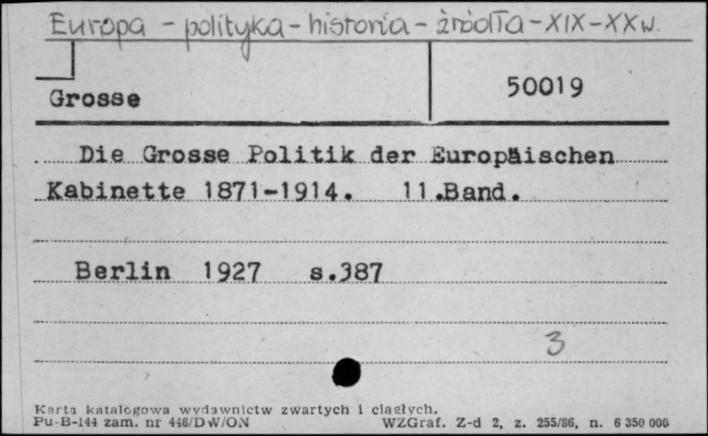 Europa - polityka - historia - źródła - XIX - XX w.
50019
Grosse
Die Grosse Politik der Europäischen
Kabinette 1871-1914. 11.Band.
Berlin 1927 s.387
3
Karta katalogowa wydawnictw zwartych i ciągłych.
Pu-B-144 zam. nr 446/DW/ON WZGraf. Z-d 2, z. 255/86, n. 6 350 000